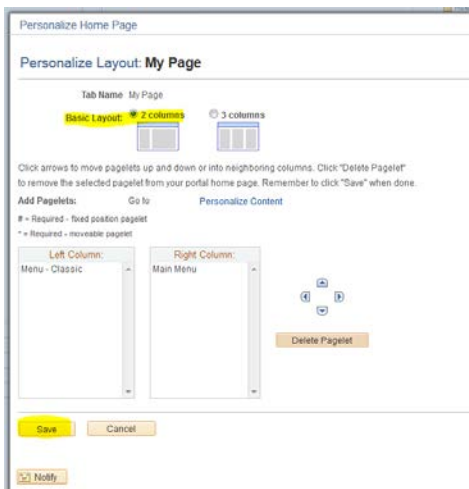 Personalize Home Page
Personalize Layout: My Page
Tab Name My Page
Basic Layout: 2 columns 3 columns
Click arrows to move pagelets up and down or into neighboring columns. Click "Delete Pagelet"
to remove the selected pagelet from your portal home page. Remember to click "Save" when done.
Add Pagelets: Go to Personalize Content
# = Required - fixed position pagelet
* = Required - moveable pagelet
Left Column: Right Column:
Menu - Classic Main Menu
Delete Pagelet
Save Cancel
Notify